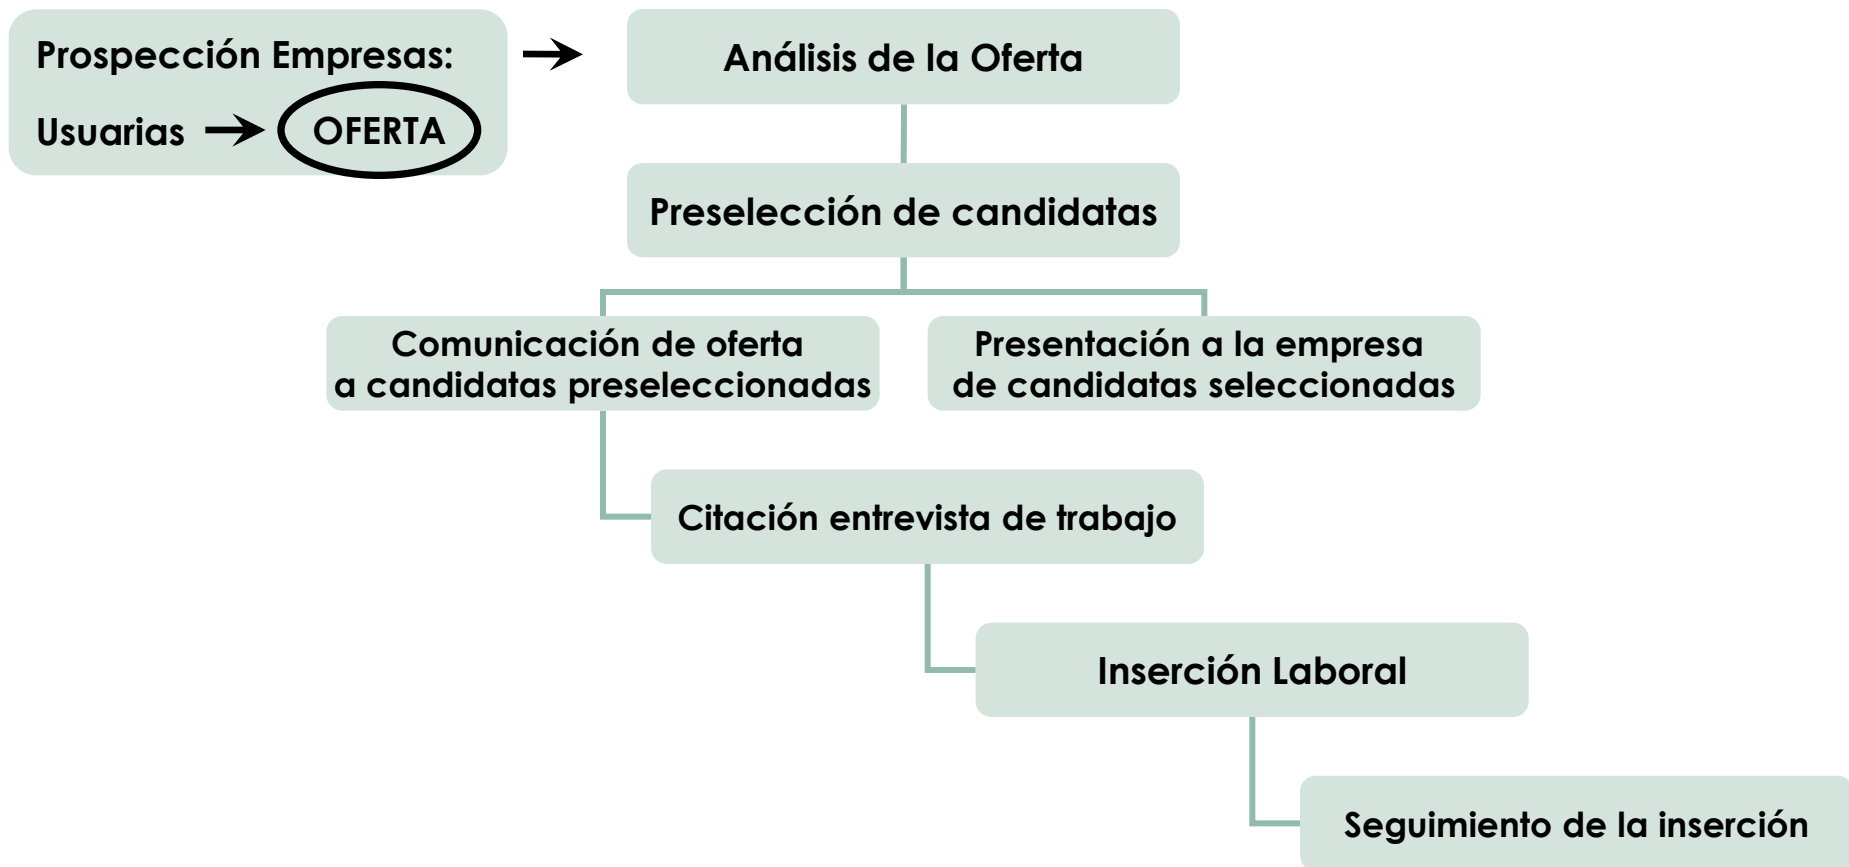 Prospección Empresas:
Usuarias OFERTA
Análisis de la Oferta
Preselección de candidatas
Comunicación de oferta
a candidatas preseleccionadas
Presentación a la empresa
de candidatas seleccionadas
Citación entrevista de trabajo
Inserción Laboral
Seguimiento de la inserción